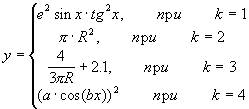 y = { e² sin x · tg² x,   при   k = 1
π · R²,   при   k = 2
4/(3πR) + 2.1,   при   k = 3
(a · cos(bx))²   при   k = 4